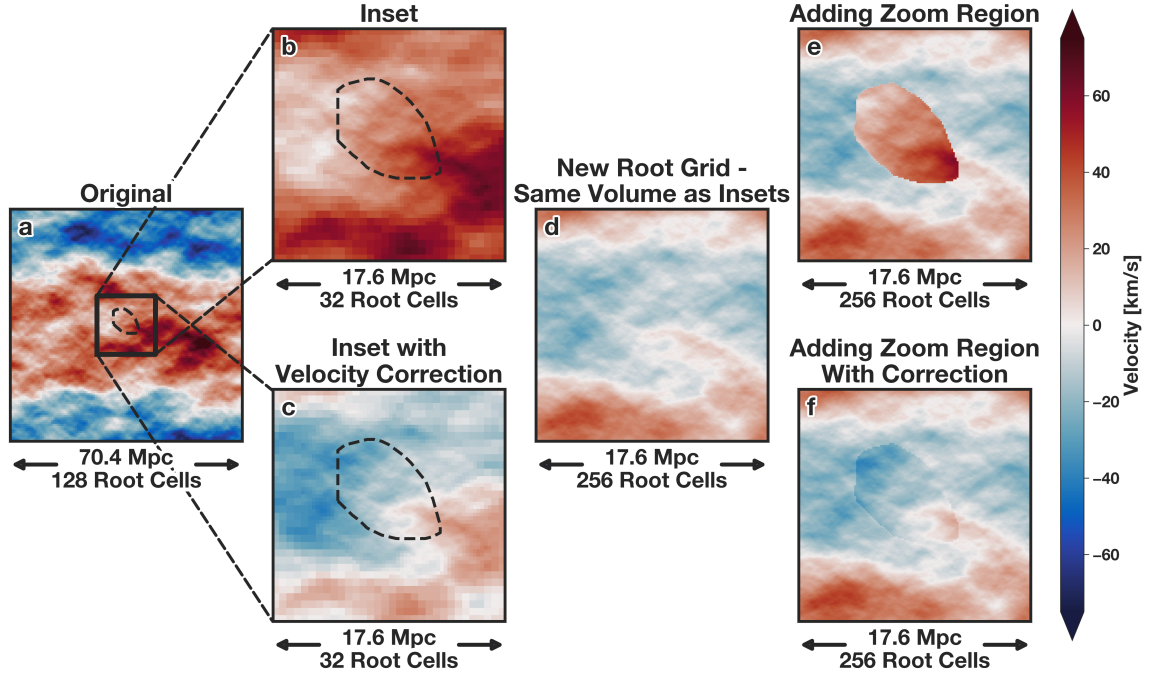 Original
a
70.4 Mpc
128 Root Cells
Inset
b
17.6 Mpc
32 Root Cells
Inset with
Velocity Correction
c
17.6 Mpc
32 Root Cells
New Root Grid -
Same Volume as Insets
d
17.6 Mpc
256 Root Cells
Adding Zoom Region
e
17.6 Mpc
256 Root Cells
Adding Zoom Region
With Correction
f
17.6 Mpc
256 Root Cells
60
40
20
0
−20
−40
−60
Velocity [km/s]